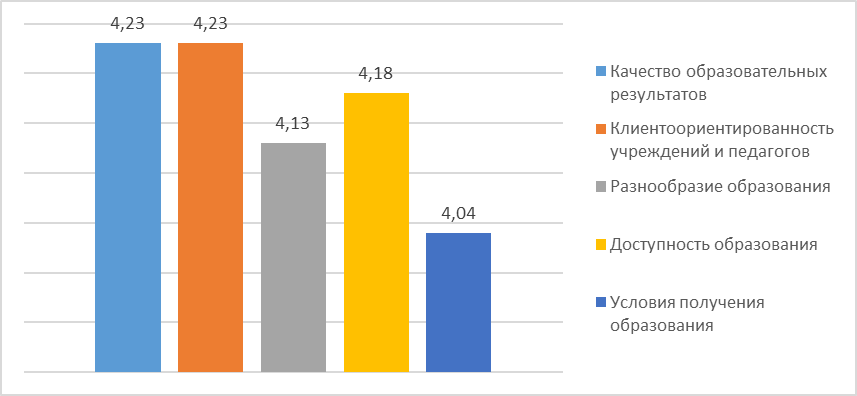 4,23
4,23
4,13
4,18
4,04
Качество образовательных
результатов
Клиентоориентированность
учреждений и педагогов
Разнообразие образования
Доступность образования
Условия получения
образования